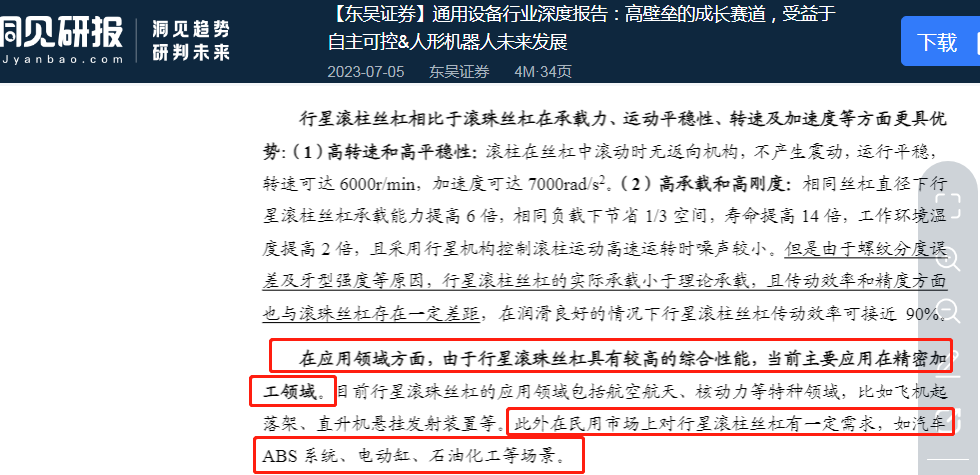 洞见研报
Jyanbao.com
洞见趋势
研判未来
【东吴证券】通用设备行业深度报告：高壁垒的成长赛道，受益于
自主可控&人形机器人未来发展
2023-07-05 东吴证券 4M·34页
下载
行星滚柱丝杠相比于滚珠丝杠在承载力、运动平稳性、转速及加速度等方面更具优
势：（1）高转速和高平稳性：滚柱在丝杠中滚动时无返向机构，不产生震动，运行平稳，
转速可达 6000r/min，加速度可达 7000rad/s²。（2）高承载和高刚度：相同丝杠直径下行
星滚柱丝杠承载能力提高 6 倍，相同负载下节省 1/3 空间，寿命提高 14 倍，工作环境温
度提高 2 倍，且采用行星机构控制滚柱运动高速运转时噪声较小。但是由于螺纹分度误
差及牙型强度等原因，行星滚柱丝杠的实际承载小于理论承载，且传动效率和精度方面
也与滚珠丝杠存在一定差距，在润滑良好的情况下行星滚柱丝杠传动效率可接近 90%。
在应用领域方面，由于行星滚珠丝杠具有较高的综合性能，当前主要应用在精密加
工领域。目前行星滚珠丝杠的应用领域包括航空航天、核动力等特种领域，比如飞机起
落架、直升机悬挂发射装置等。此外在民用市场上对行星滚柱丝杠有一定需求，如汽车
ABS 系统、电动缸、石油化工等场景。